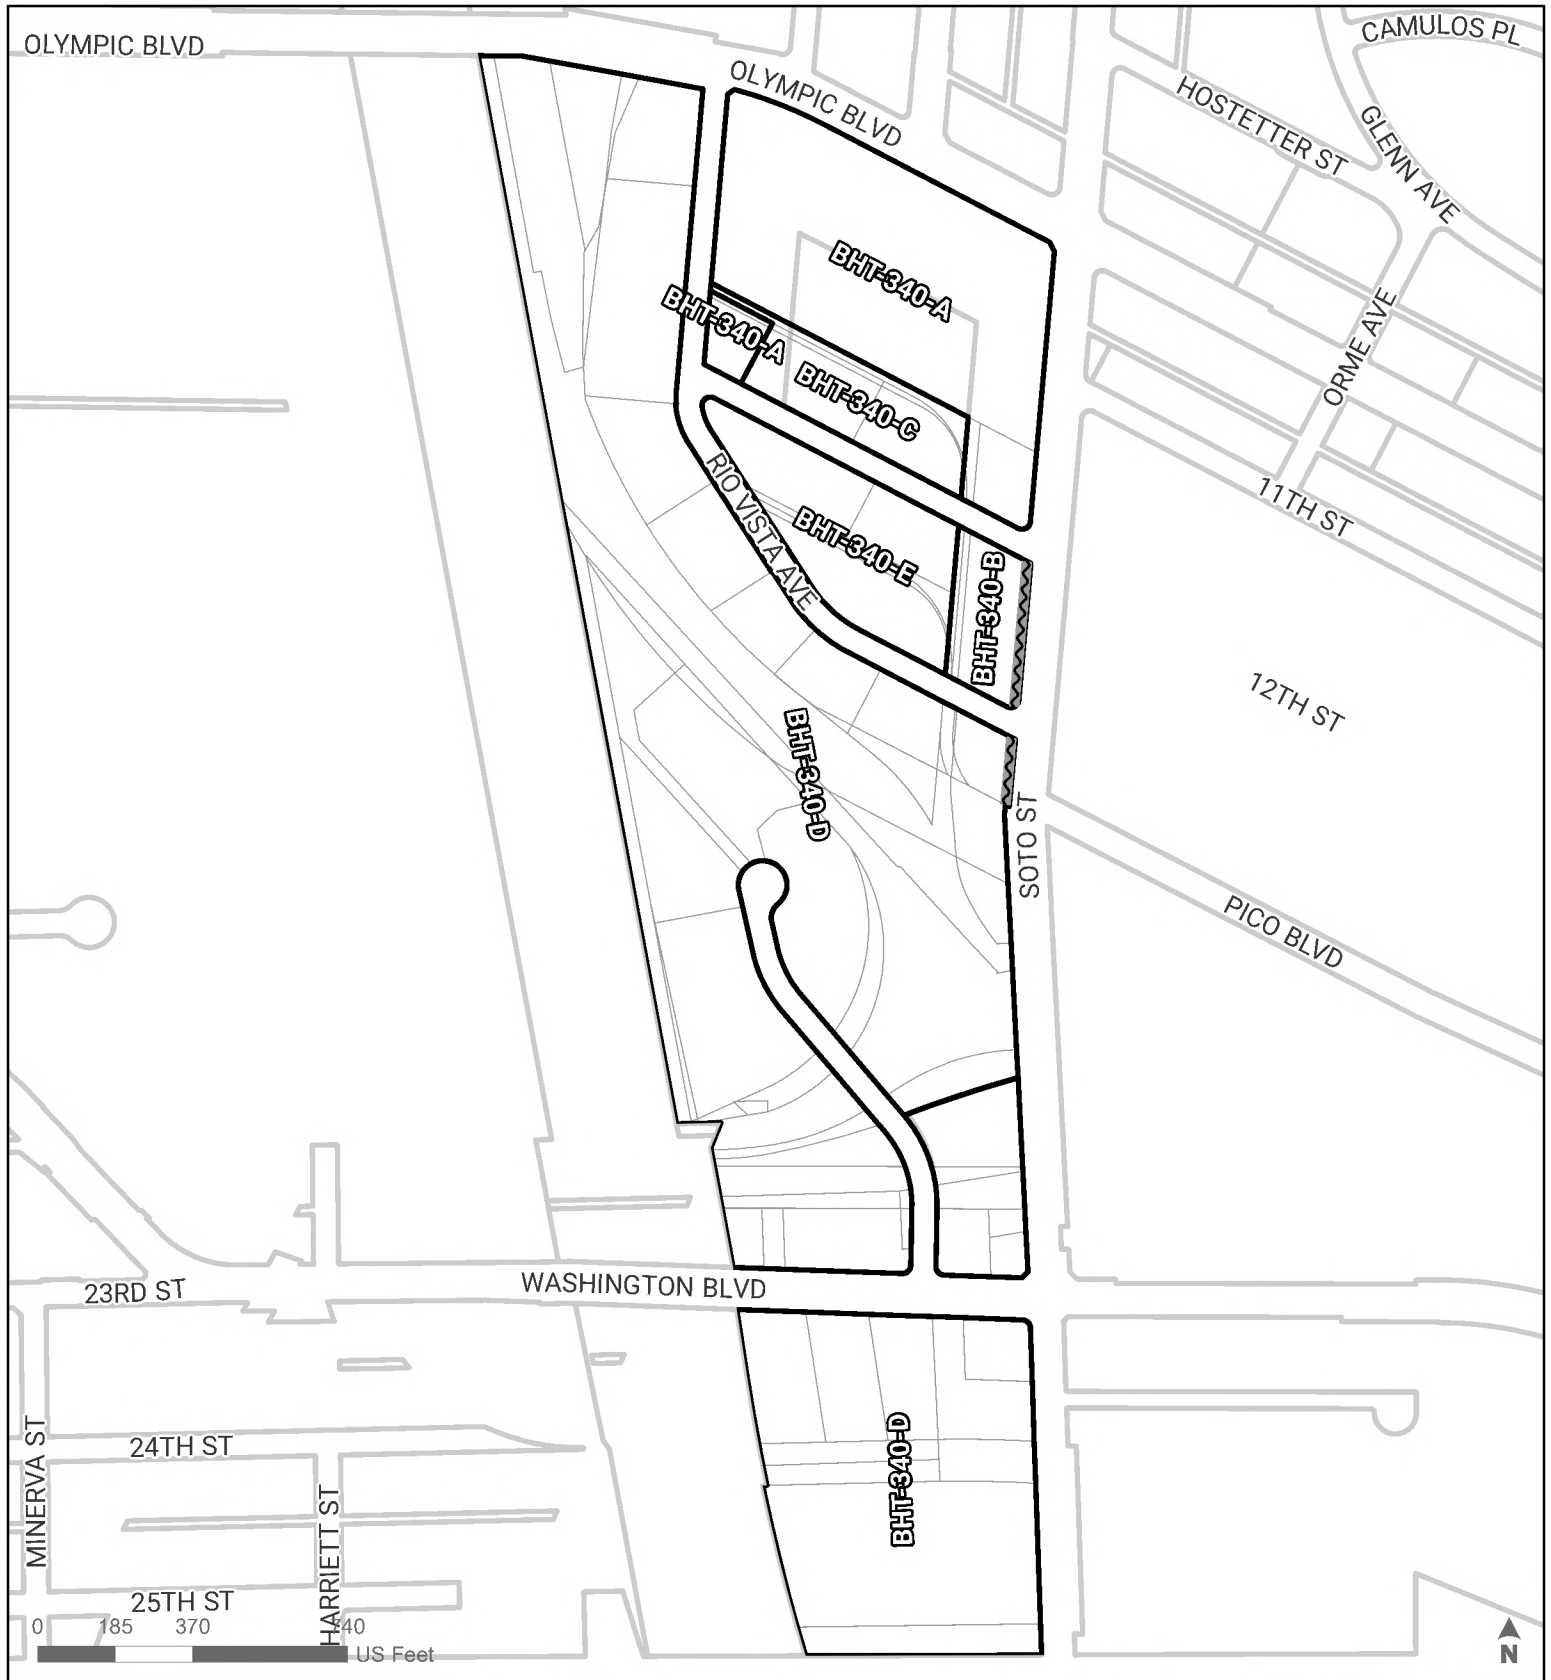 CAMULOS PL
OLYMPIC BLVD
OLYMPIC BLVD
HOSTETTER ST
GLENN AVE
BHT-340-A
BHT-340-A
ORME AVE
BHT-340-C
RIO VISTA AVE
11TH ST
BHT-340-E
BHT-340-B
12TH ST
BHT-340-D
SOTO ST
PICO BLVD
23RD ST
WASHINGTON BLVD
MINERVA ST
24TH ST
BHT-340-D
HARRIETT ST
25TH ST
0 185 370 740
US Feet
N